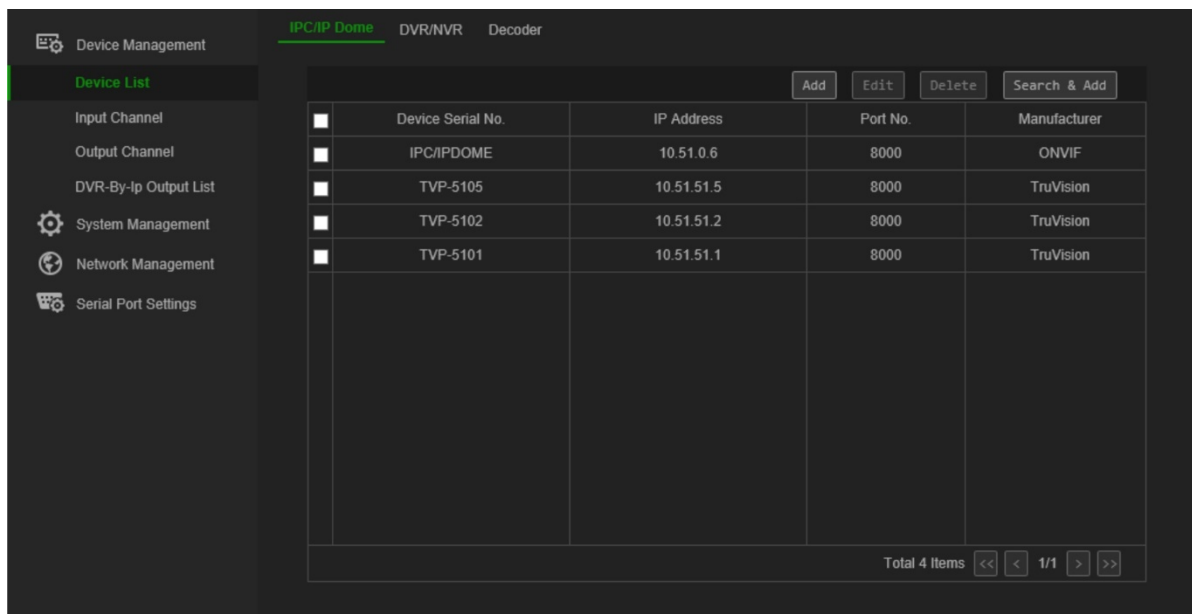 IPC/IP Dome DVR/NVR Decoder
Device Management
Device List
Input Channel
Output Channel
DVR-By-Ip Output List
System Management
Network Management
Serial Port Settings
Add Edit Delete Search & Add
Device Serial No. IP Address Port No. Manufacturer
IPC/IPDOME 10.51.0.6 8000 ONVIF
TVP-5105 10.51.51.5 8000 TruVision
TVP-5102 10.51.51.2 8000 TruVision
TVP-5101 10.51.51.1 8000 TruVision
Total 4 Items << < 1/1 > >>